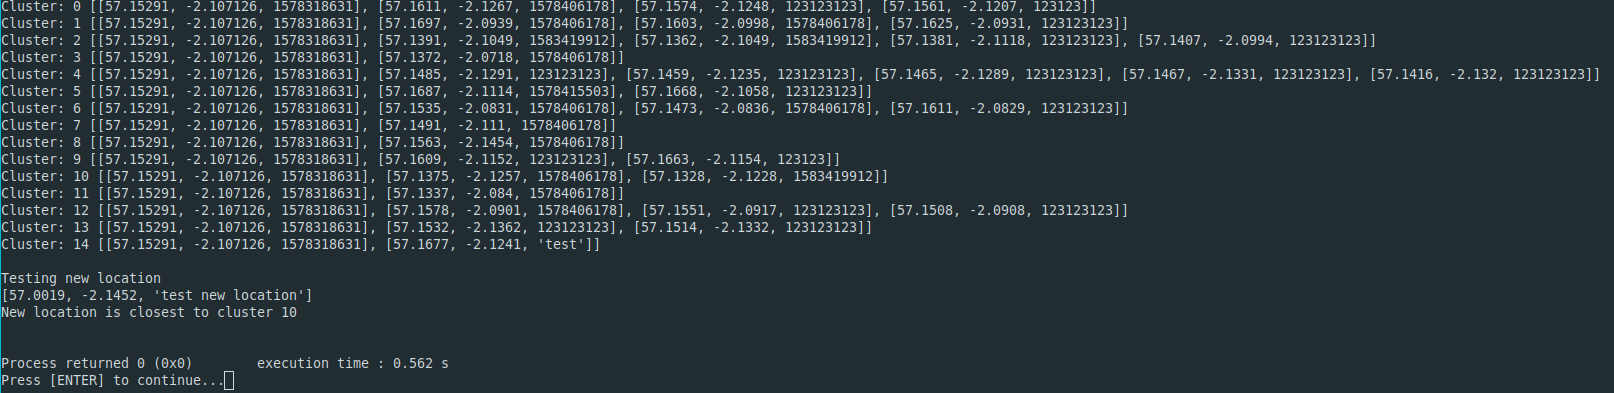 Cluster: 0 [[57.15291, -2.107126, 1578318631], [57.1611, -2.1267, 1578406178], [57.1574, -2.1248, 123123123], [57.1561, -2.1207, 123123]]
Cluster: 1 [[57.15291, -2.107126, 1578318631], [57.1697, -2.0939, 1578406178], [57.1603, -2.0998, 1578406178], [57.1625, -2.0931, 123123123]]
Cluster: 2 [[57.15291, -2.107126, 1578318631], [57.1391, -2.1049, 1583419912], [57.1362, -2.1049, 1583419912], [57.1381, -2.1118, 123123123], [57.1407, -2.0994, 123123123]]
Cluster: 3 [[57.15291, -2.107126, 1578318631], [57.1372, -2.0718, 1578406178]]
Cluster: 4 [[57.15291, -2.107126, 1578318631], [57.1485, -2.1291, 123123123], [57.1459, -2.1235, 123123123], [57.1465, -2.1289, 123123123], [57.1467, -2.1331, 123123123], [57.1416, -2.132, 123123123]]
Cluster: 5 [[57.15291, -2.107126, 1578318631], [57.1687, -2.1114, 1578415503], [57.1668, -2.1058, 123123123]]
Cluster: 6 [[57.15291, -2.107126, 1578318631], [57.1535, -2.0831, 1578406178], [57.1473, -2.0836, 1578406178], [57.1611, -2.0829, 123123123]]
Cluster: 7 [[57.15291, -2.107126, 1578318631], [57.1491, -2.111, 1578406178]]
Cluster: 8 [[57.15291, -2.107126, 1578318631], [57.1563, -2.1454, 1578406178]]
Cluster: 9 [[57.15291, -2.107126, 1578318631], [57.1609, -2.1152, 123123123], [57.1663, -2.1154, 123123]]
Cluster: 10 [[57.15291, -2.107126, 1578318631], [57.1375, -2.1257, 1578406178], [57.1328, -2.1228, 1583419912]]
Cluster: 11 [[57.15291, -2.107126, 1578318631], [57.1337, -2.084, 1578406178]]
Cluster: 12 [[57.15291, -2.107126, 1578318631], [57.1578, -2.0901, 1578406178], [57.1551, -2.0917, 123123123], [57.1508, -2.0908, 123123123]]
Cluster: 13 [[57.15291, -2.107126, 1578318631], [57.1532, -2.1362, 123123123], [57.1514, -2.1332, 123123123]]
Cluster: 14 [[57.15291, -2.107126, 1578318631], [57.1677, -2.1241, 'test']]
Testing new location
[57.0019, -2.1452, 'test new location']
New location is closest to cluster 10
Process returned 0 (0x0)        execution time : 0.562 s
Press [ENTER] to continue...